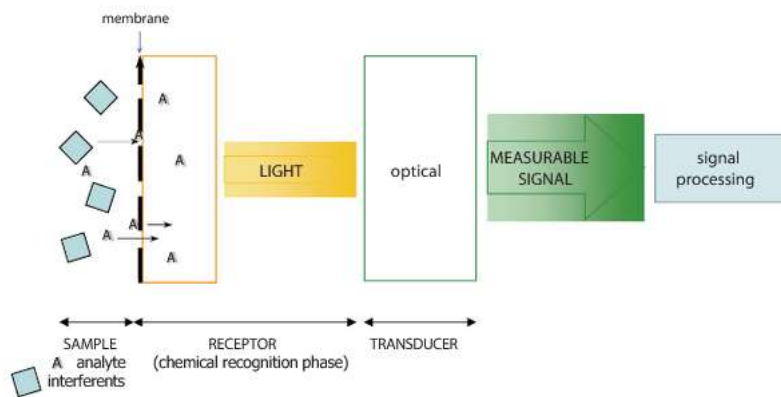 membrane
A
A
A
A
A
A
A
LIGHT
optical
MEASURABLE
SIGNAL
signal
processing
SAMPLE
A analyte
interferents
RECEPTOR
(chemical recognition phase)
TRANSDUCER